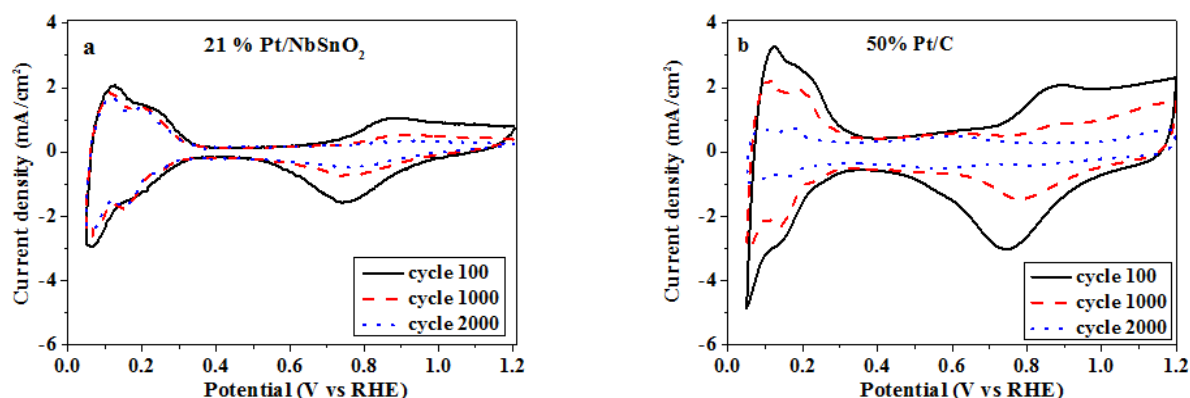 a
21 % Pt/NbSnO₂
4
2
0
-2
-4
-6
Current density (mA/cm²)
cycle 100
cycle 1000
cycle 2000
0.0 0.2 0.4 0.6 0.8 1.0 1.2
Potential (V vs RHE)
b
50% Pt/C
4
2
0
-2
-4
-6
Current density (mA/cm²)
cycle 100
cycle 1000
cycle 2000
0.0 0.2 0.4 0.6 0.8 1.0 1.2
Potential (V vs RHE)